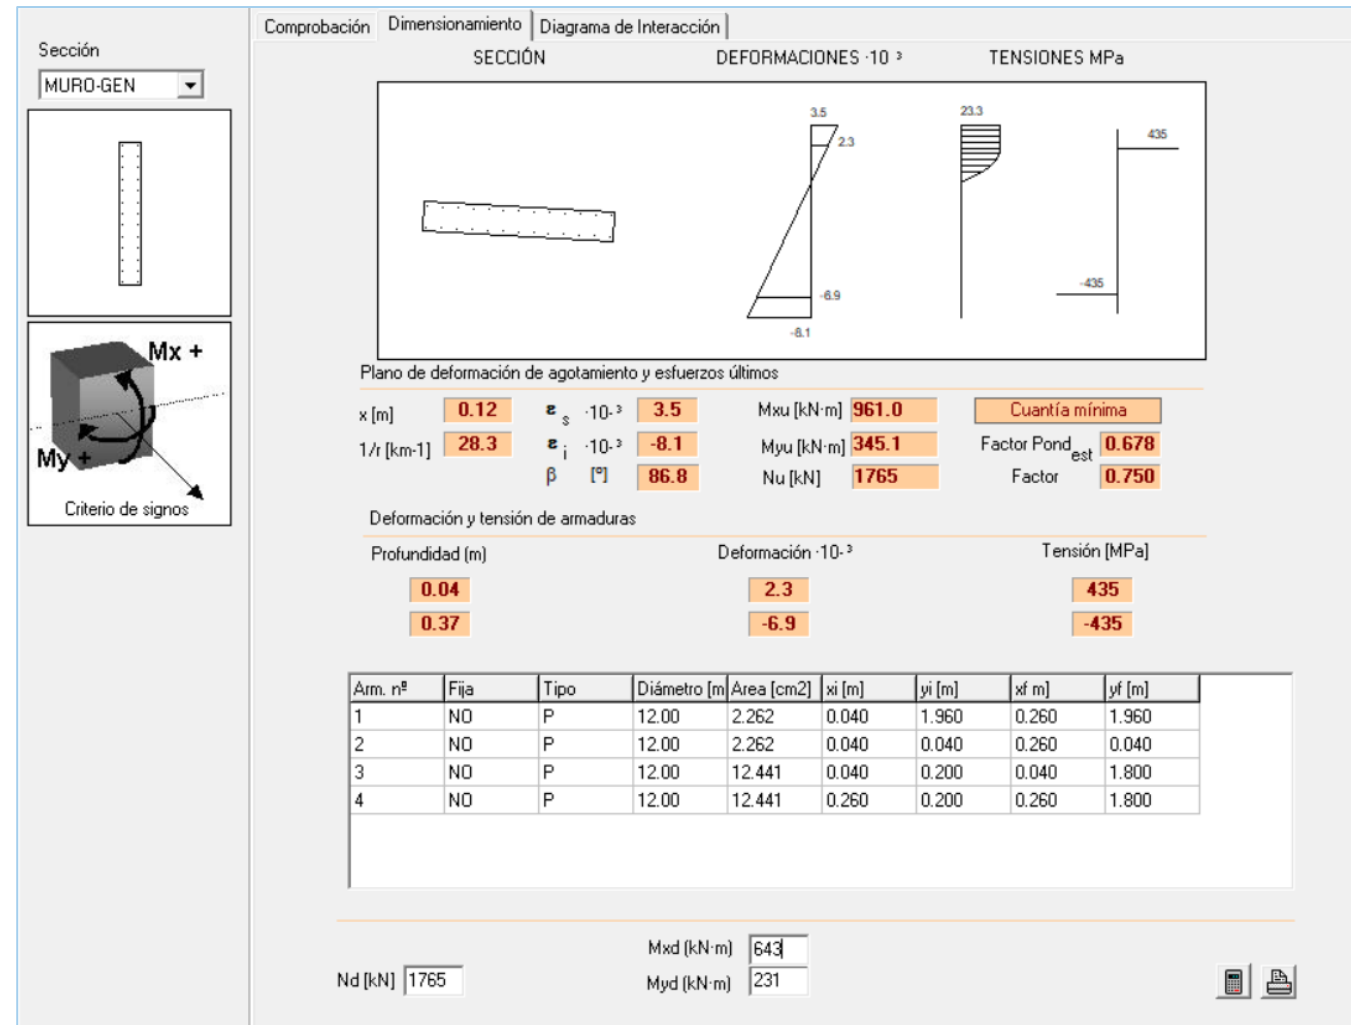 Comprobación Dimensionamiento Diagrama de Interacción
Sección
MURO-GEN
SECCIÓN DEFORMACIONES ·10 ³ TENSIONES MPa
3.5 23.3
2.3 435
-435
-6.9
-8.1
Mx +
My +
Criterio de signos
Plano de deformación de agotamiento y esfuerzos últimos
x [m] 0.12 ε s ·10-³ 3.5 Mxu [kN·m] 961.0 Cuantía mínima
1/r [km-1] 28.3 ε i ·10-³ -8.1 Myu [kN·m] 345.1 Factor Pond est 0.678
β [º] 86.8 Nu [kN] 1765 Factor 0.750
Deformación y tensión de armaduras
Profundidad (m) Deformación ·10-³ Tensión [MPa]
0.04 2.3 435
0.37 -6.9 -435
Arm. nº Fija Tipo Diámetro [m Area [cm2] xi [m] yi [m] xf m] yf [m]
1 NO P 12.00 2.262 0.040 1.960 0.260 1.960
2 NO P 12.00 2.262 0.040 0.040 0.260 0.040
3 NO P 12.00 12.441 0.040 0.200 0.040 1.800
4 NO P 12.00 12.441 0.260 0.200 0.260 1.800
Mxd (kN·m) 643
Nd [kN] 1765 Myd (kN·m) 231